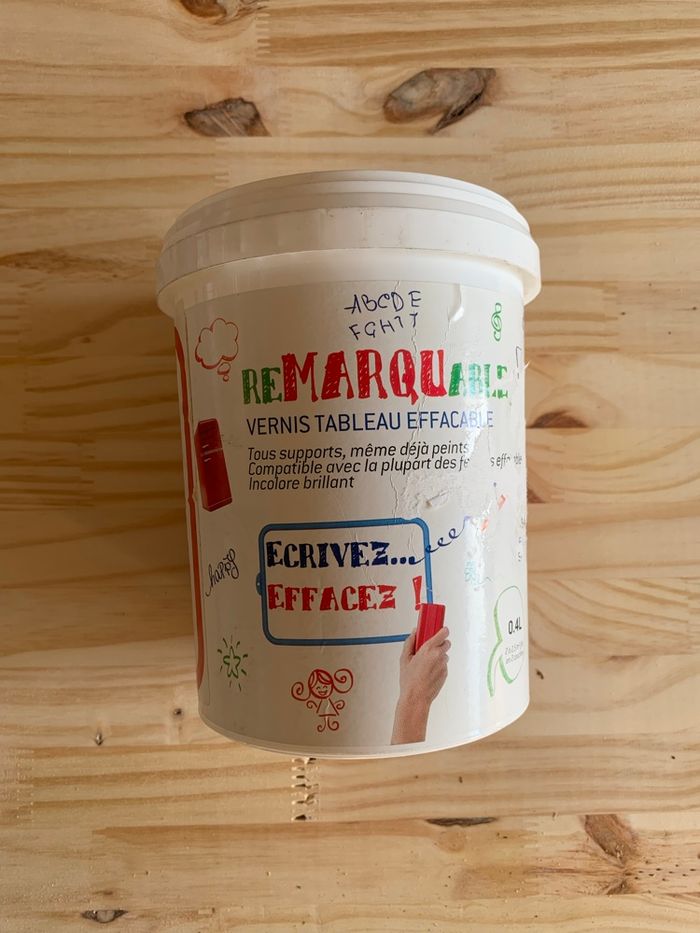 ABCDE
FGHIJ
REMARQUABLE
VERNIS TABLEAU EFFACABLE
Tous supports, même déjà peints
Compatible avec la plupart des
Incolore brillant
ECRIVEZ...
EFFACEZ !
0.4L